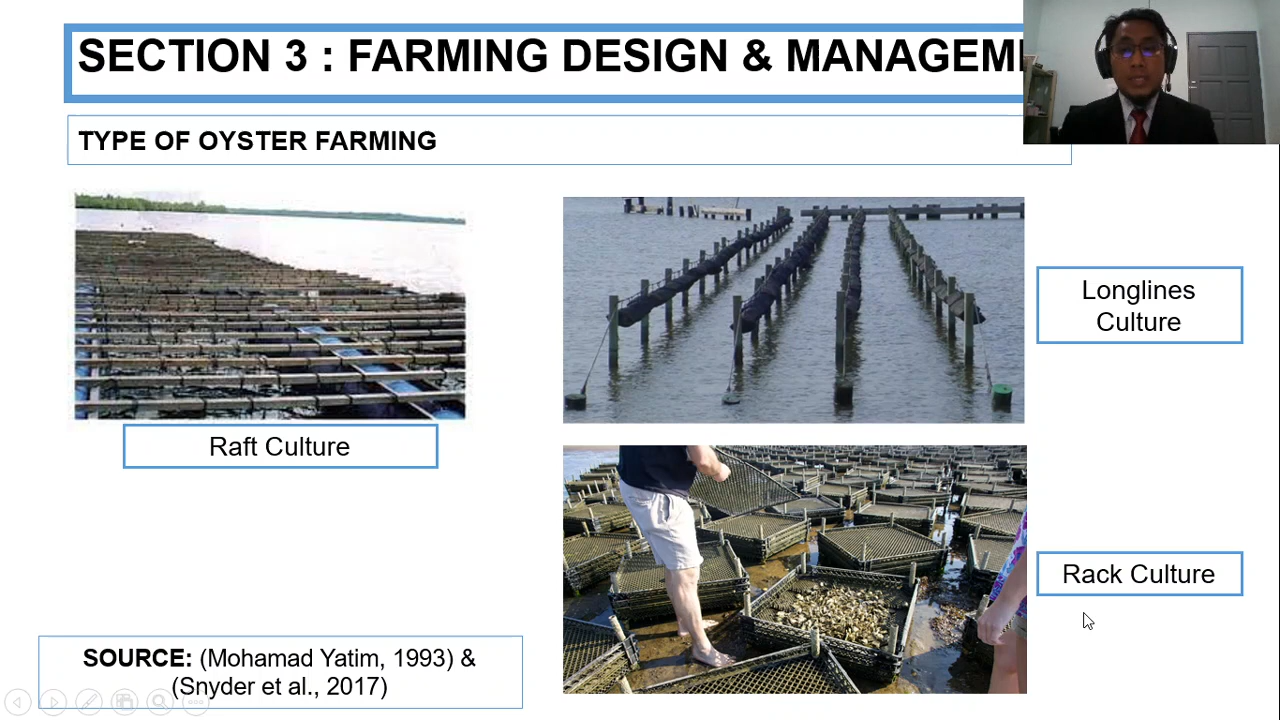 SECTION 3 : FARMING DESIGN & MANAGEM
TYPE OF OYSTER FARMING
Raft Culture
Longlines
Culture
Rack Culture
SOURCE: (Mohamad Yatim, 1993) &
(Snyder et al., 2017)